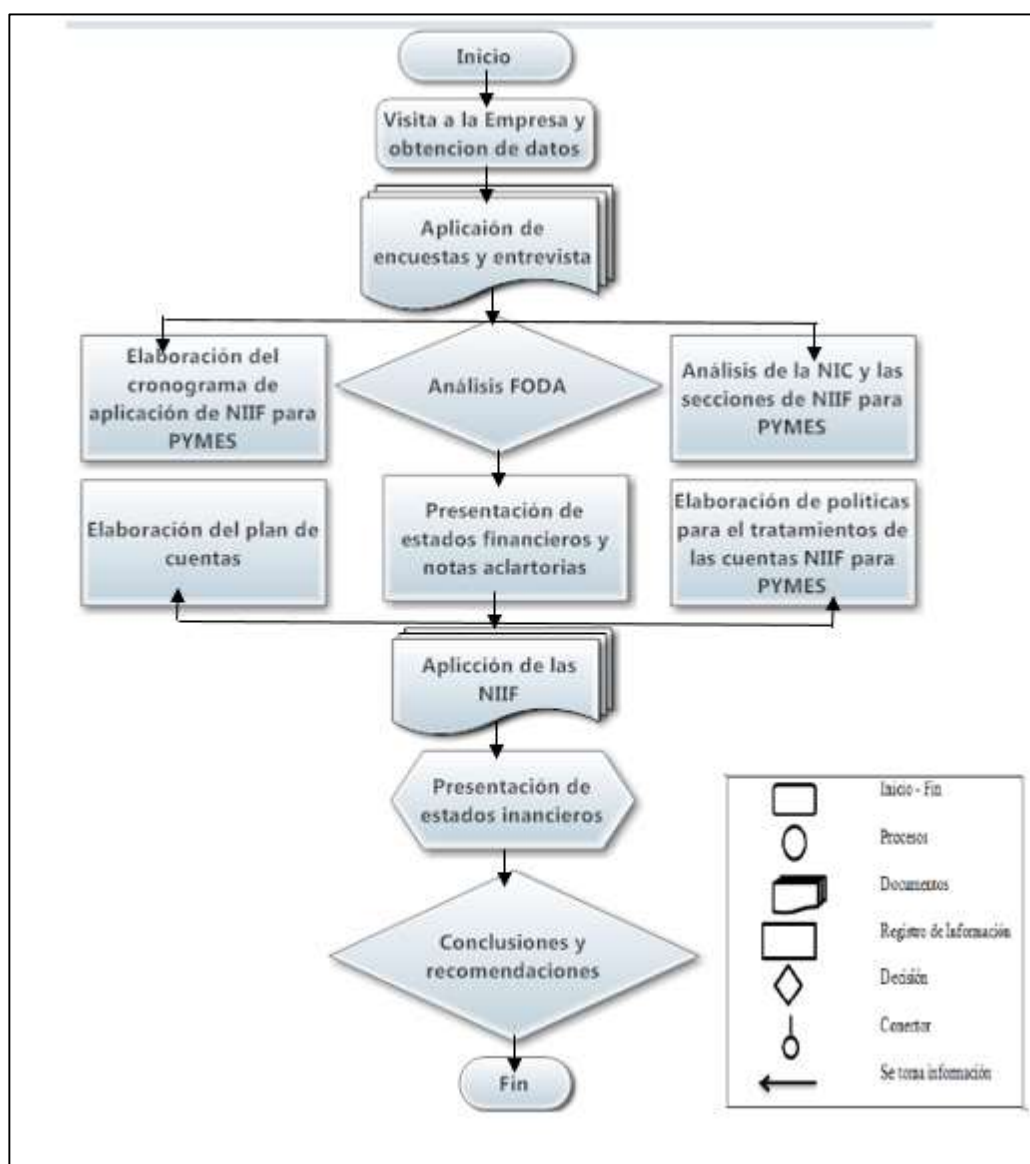 Inicio
Visita a la Empresa y
obtencion de datos
Aplicaión de
encuestas y entrevista
Elaboración del
cronograma de
aplicación de NIIF para
PYMES
Análisis FODA
Análisis de la NIC y las
secciones de NIIF para
PYMES
Elaboración del plan de
cuentas
Presentación de
estados financieros y
notas aclartorias
Elaboración de políticas
para el tratamientos de
las cuentas NIIF para
PYMES
Aplicción de las
NIIF
Presentación de
estados inancieros
Conclusiones y
recomendaciones
Fin
Inicio - Fin
Procesos
Documentos
Registro de Información
Decisión
Conector
Se toma información